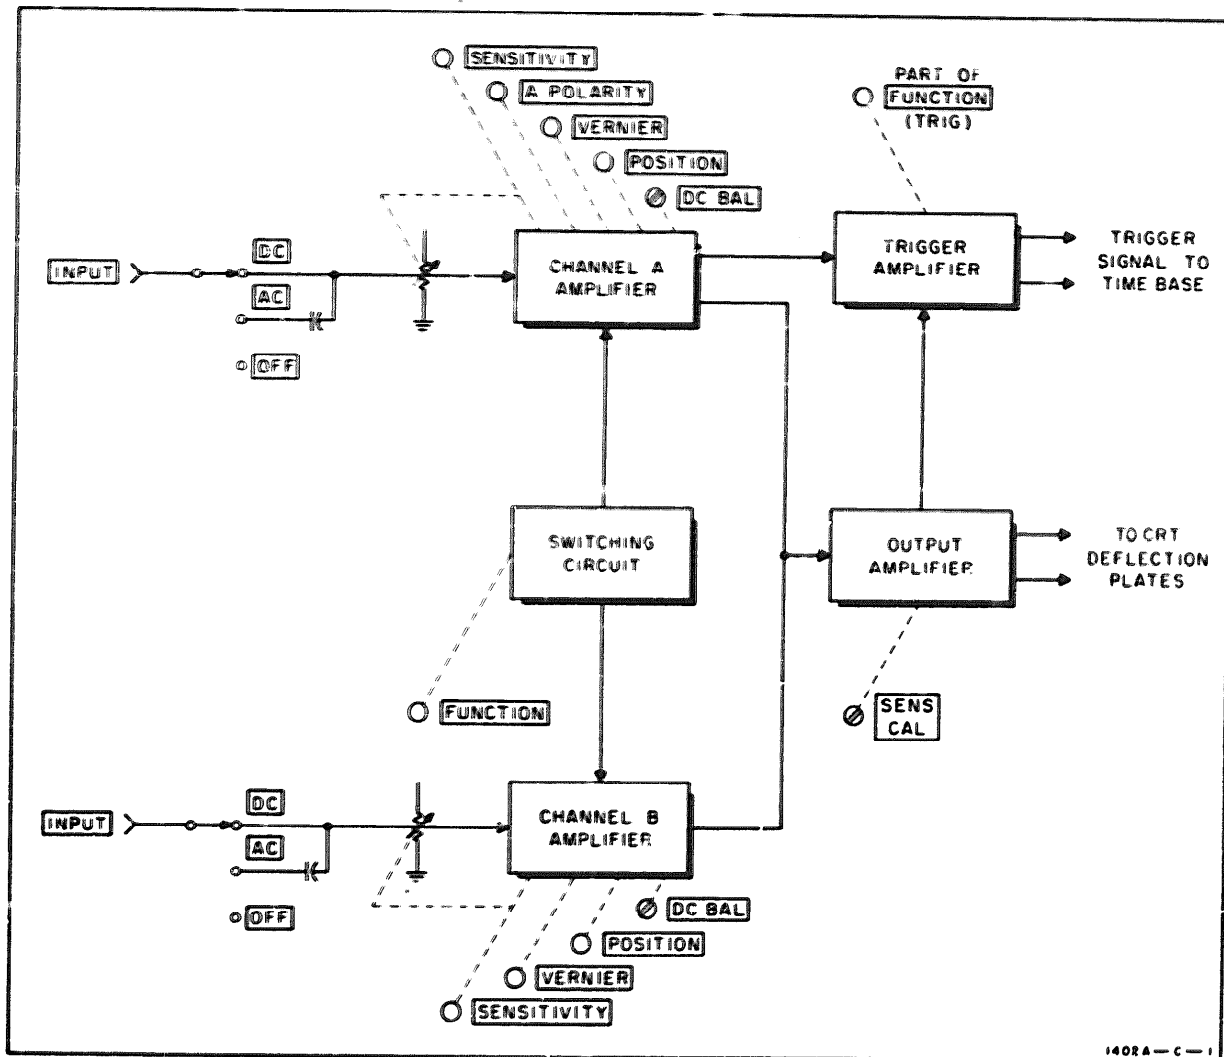 SENSITIVITY
A POLARITY
VERNIER
POSITION
DC BAL
PART OF
FUNCTION
(TRIG)
INPUT
DC
AC
OFF
CHANNEL A
AMPLIFIER
TRIGGER
AMPLIFIER
TRIGGER
SIGNAL TO
TIME BASE
SWITCHING
CIRCUIT
OUTPUT
AMPLIFIER
TO CRT
DEFLECTION
PLATES
FUNCTION
SENS
CAL
INPUT
DC
AC
OFF
CHANNEL B
AMPLIFIER
DC BAL
POSITION
VERNIER
SENSITIVITY
1402A-C-1